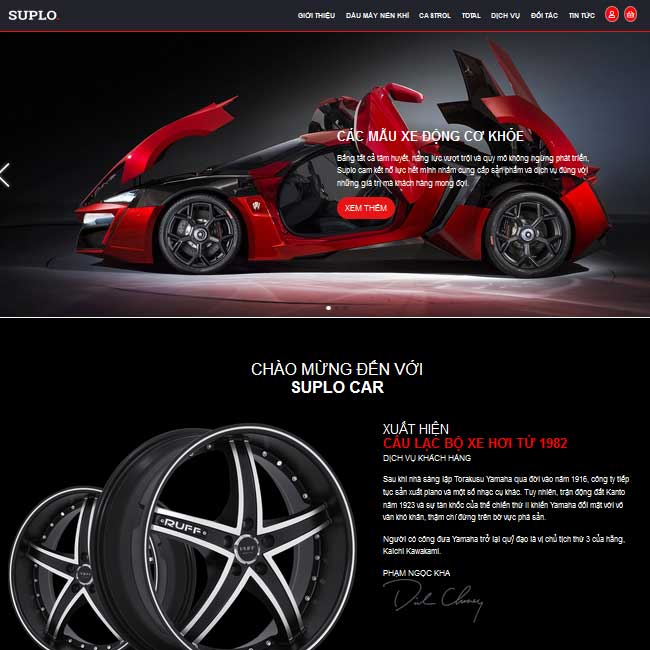 SUPLO.
GIỚI THIỆU DẦU MÁY NÉN KHÍ CASTROL TOTAL DỊCH VỤ ĐỐI TÁC TIN TỨC
CÁC MẪU XE ĐỘNG CƠ KHỎE
Bằng tất cả tâm huyết, năng lực vượt trội và quy mô không ngừng phát triển,
Suplo cam kết nỗ lực hết mình nhằm cung cấp sản phẩm và dịch vụ đúng với
những giá trị mà khách hàng mong đợi.
XEM THÊM
CHÀO MỪNG ĐẾN VỚI
SUPLO CAR
XUẤT HIỆN
CÂU LẠC BỘ XE HƠI TỪ 1982
DỊCH VỤ KHÁCH HÀNG
Sau khi nhà sáng lập Torakusu Yamaha qua đời vào năm 1916, công ty tiếp
tục sản xuất piano và một số nhạc cụ khác. Tuy nhiên, trận động đất Kanto
năm 1923 và sự tàn khốc của thế chiến thứ II khiến Yamaha đối mặt với vô
vàn khó khăn, thậm chí đứng trên bờ vực phá sản.
Người có công đưa Yamaha trở lại quỹ đạo là vị chủ tịch thứ 3 của hãng,
Kaichi Kawakami.
PHẠM NGỌC KHA
RUFF